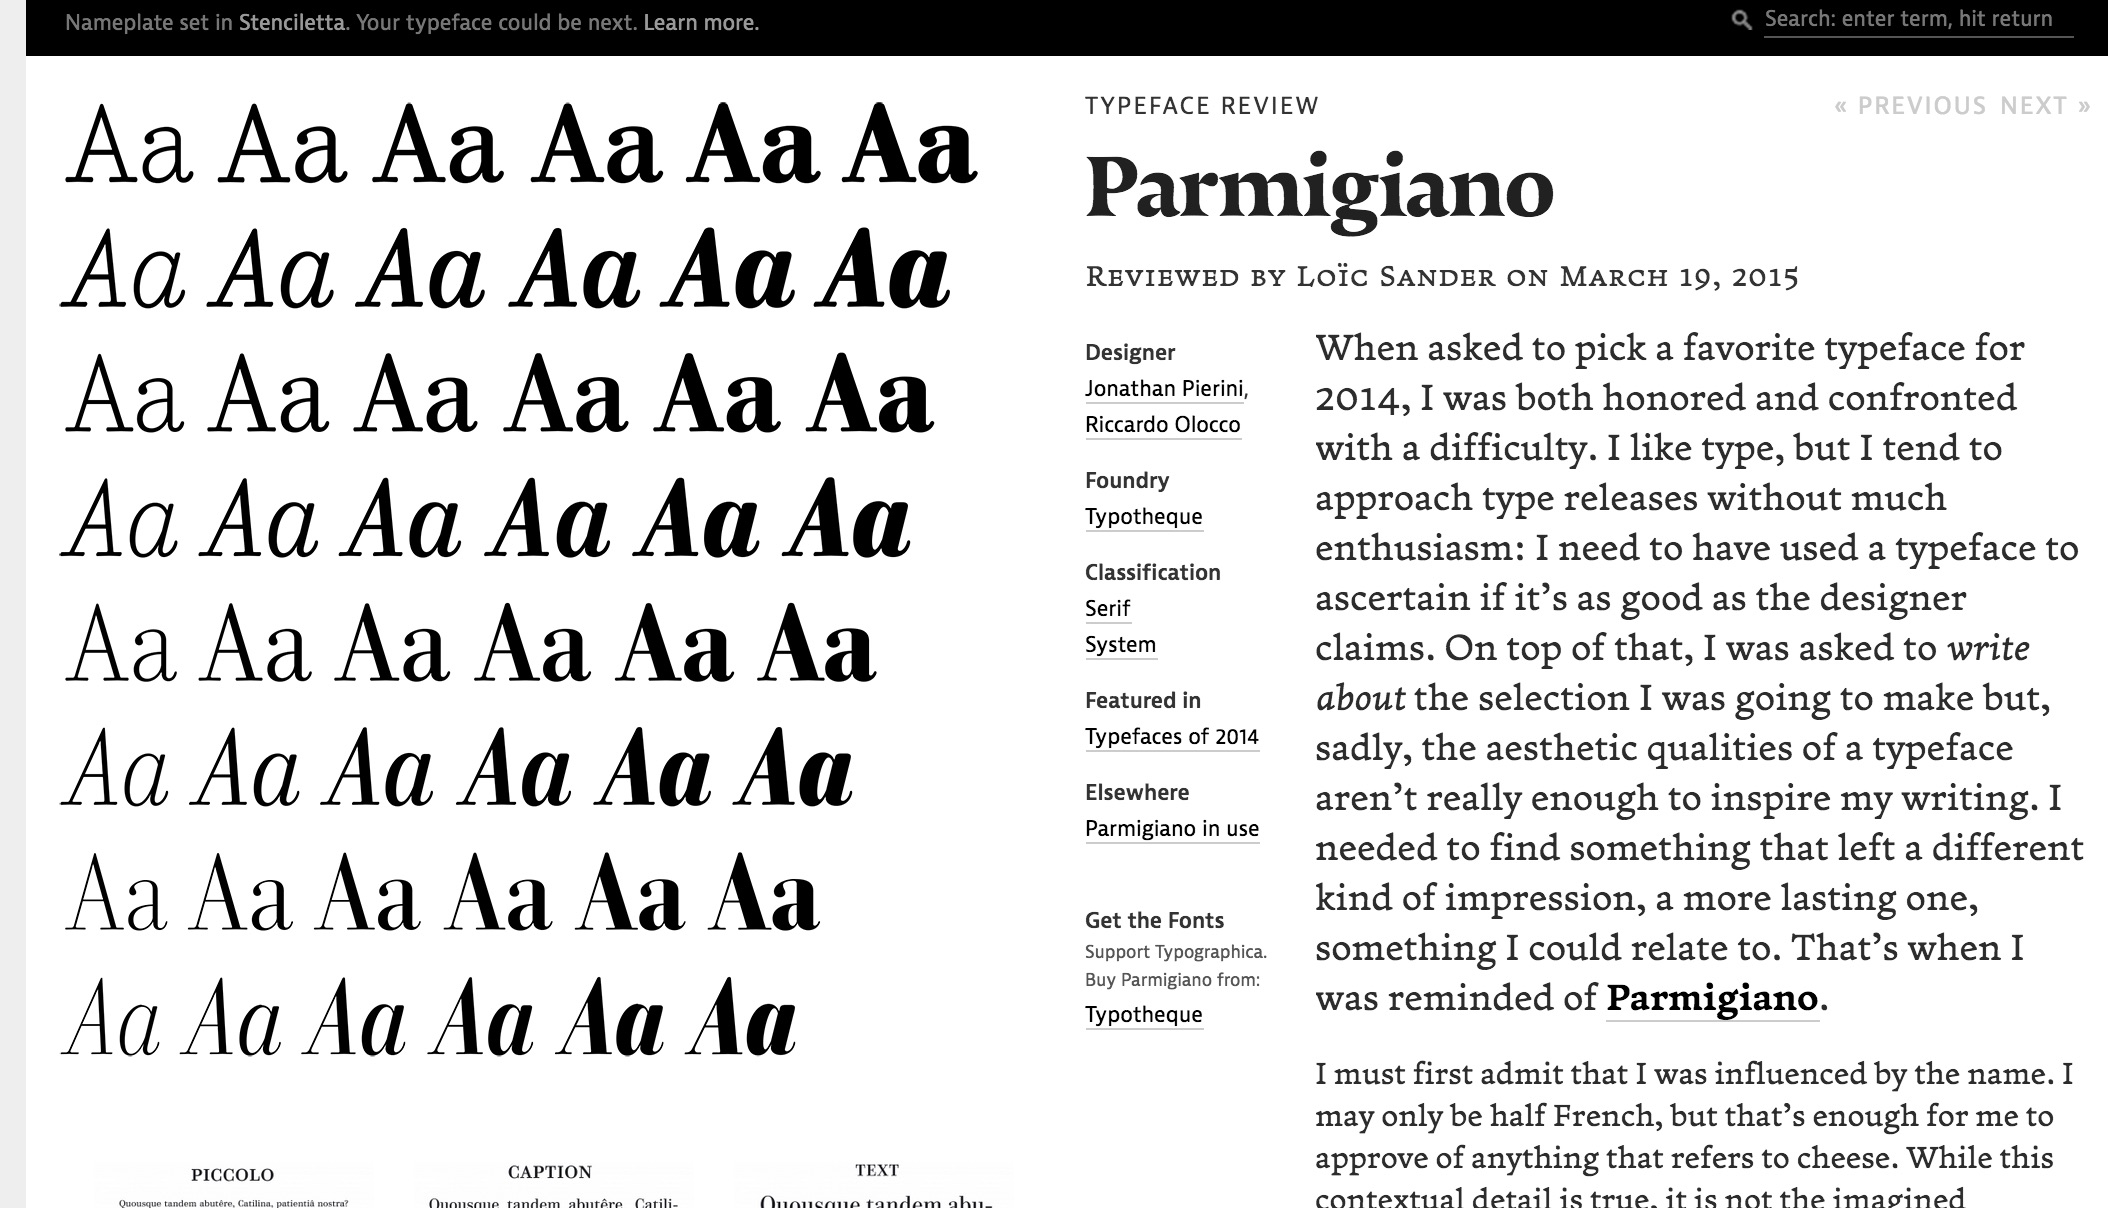 Nameplate set in Stenciletta. Your typeface could be next. Learn more.
Search: enter term, hit return
Aa Aa Aa Aa Aa Aa
Aa Aa Aa Aa Aa Aa
Aa Aa Aa Aa Aa Aa
Aa Aa Aa Aa Aa Aa
Aa Aa Aa Aa Aa Aa
Aa Aa Aa Aa Aa Aa
Aa Aa Aa Aa Aa Aa
Aa Aa Aa Aa Aa Aa
PICCOLO
Quousque tandem abutêre, Catilina, patientiâ nostra?
CAPTION
Quousque tandem abutêre, Catili-
TEXT
Quousque tandem abu-
TYPEFACE REVIEW
« PREVIOUS NEXT »
Parmigiano
Reviewed by Loïc Sander on March 19, 2015
Designer
Jonathan Pierini,
Riccardo Olocco
Foundry
Typotheque
Classification
Serif
System
Featured in
Typefaces of 2014
Elsewhere
Parmigiano in use
Get the Fonts
Support Typographica.
Buy Parmigiano from:
Typotheque
When asked to pick a favorite typeface for
2014, I was both honored and confronted
with a difficulty. I like type, but I tend to
approach type releases without much
enthusiasm: I need to have used a typeface to
ascertain if it’s as good as the designer
claims. On top of that, I was asked to write
about the selection I was going to make but,
sadly, the aesthetic qualities of a typeface
aren’t really enough to inspire my writing. I
needed to find something that left a different
kind of impression, a more lasting one,
something I could relate to. That’s when I
was reminded of Parmigiano.
I must first admit that I was influenced by the name. I
may only be half French, but that’s enough for me to
approve of anything that refers to cheese. While this
contextual detail is true, it is not the imagined